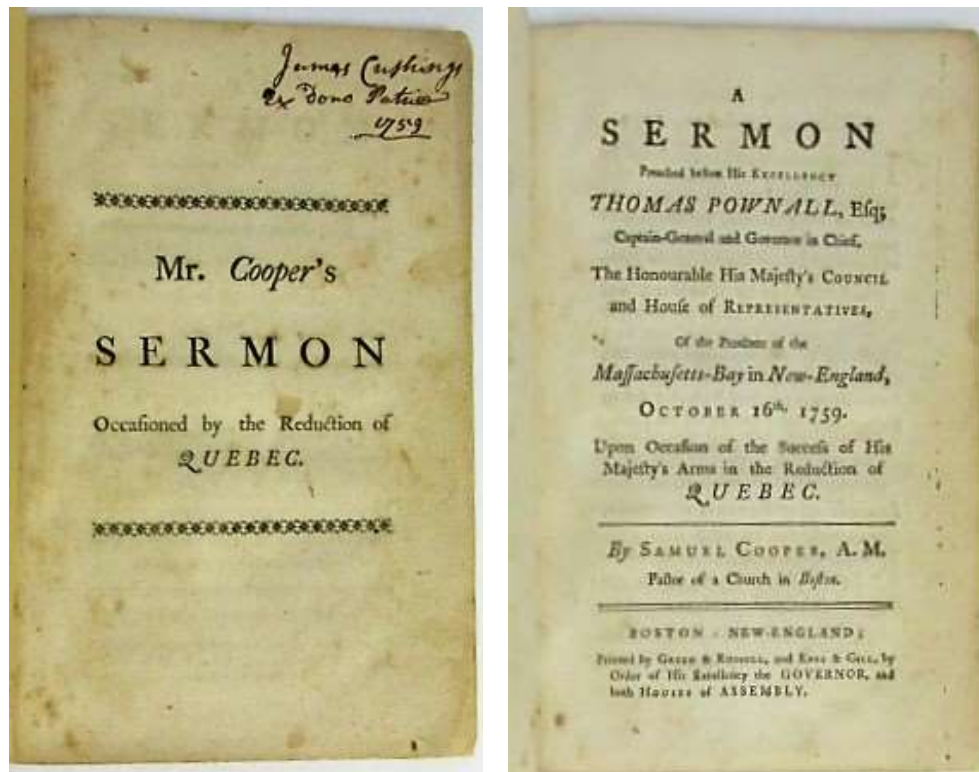 James Cushings
ex Dono Patris
1759
Mr. Cooper's
SERMON
Occaſioned by the Reduction of
QUEBEC.
A
SERMON
Preached before His EXCELLENCY
THOMAS POWNALL, Eſq;
Captain-General and Governor in Chief,
The Honourable His Majeſty's COUNCIL
and Houſe of REPRESENTATIVES,
Of the Province of the
Maſſachuſetts-Bay in New-England,
OCTOBER 16th, 1759.
Upon Occaſion of the Succeſs of His
Majeſty's Arms in the Reduction of
QUEBEC.
By SAMUEL COOPER, A. M.
Paſtor of a Church in Boſton.
BOSTON : NEW-ENGLAND;
Printed by GREEN & RUSSELL, and EDES & GILL, by
Order of His Excellency the GOVERNOR, and
both HOUSES of ASSEMBLY.